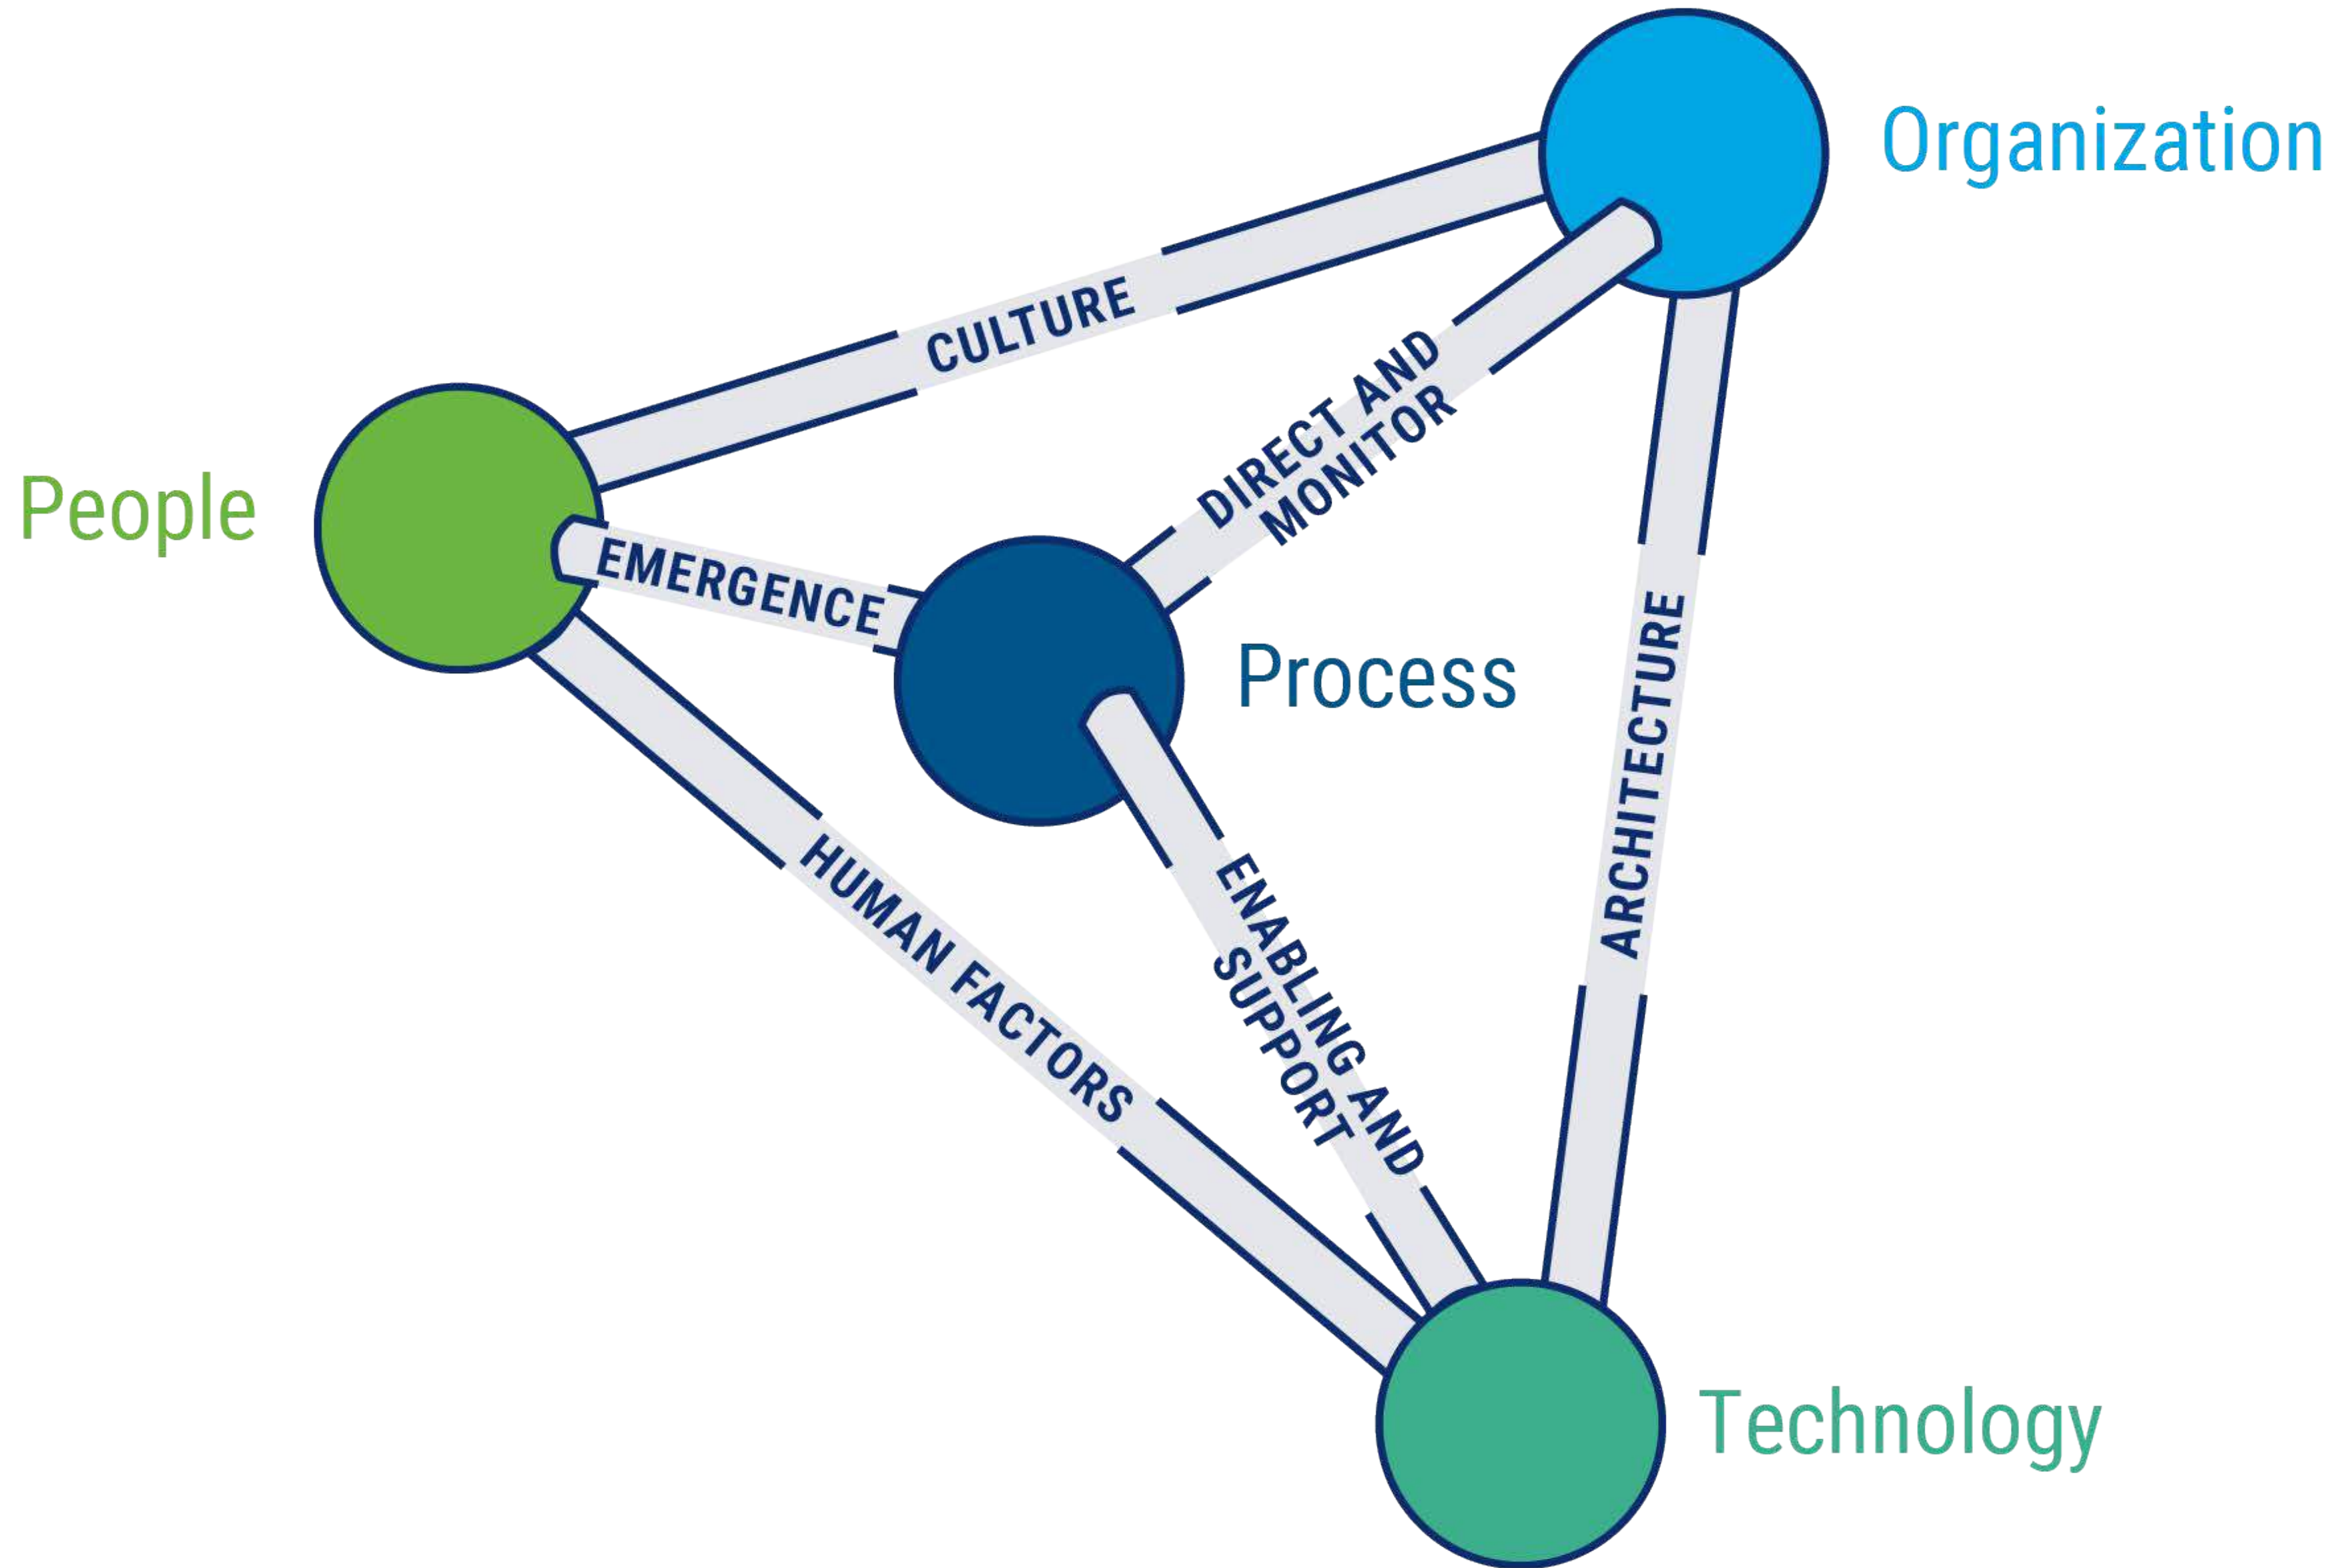 Organization
CULTURE
DIRECT AND
MONITOR
People
EMERGENCE
Process
ARCHITECTURE
HUMAN FACTORS
ENABLING AND
SUPPORT
Technology